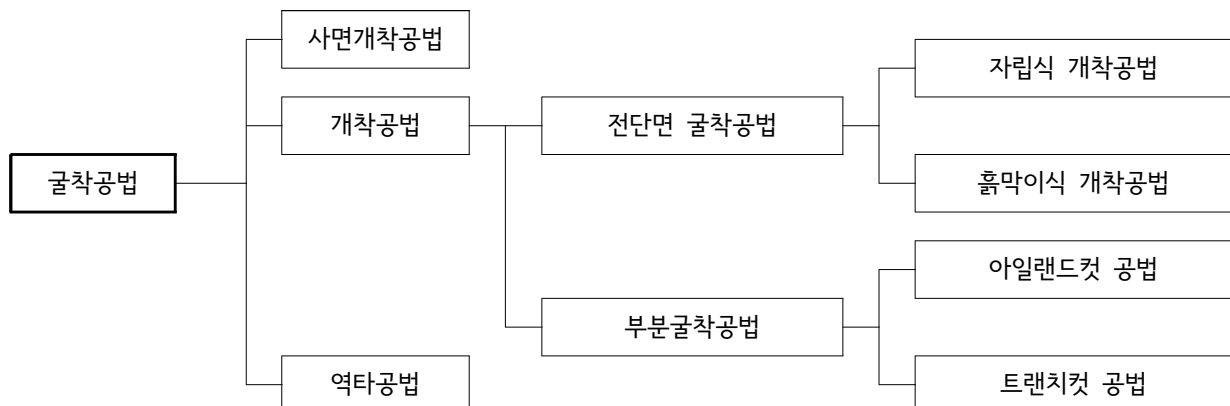 사면개착공법
자립식 개착공법
개착공법
전단면 굴착공법
굴착공법
흙막이식 개착공법
아일랜드컷 공법
부분굴착공법
역타공법
트랜치컷 공법